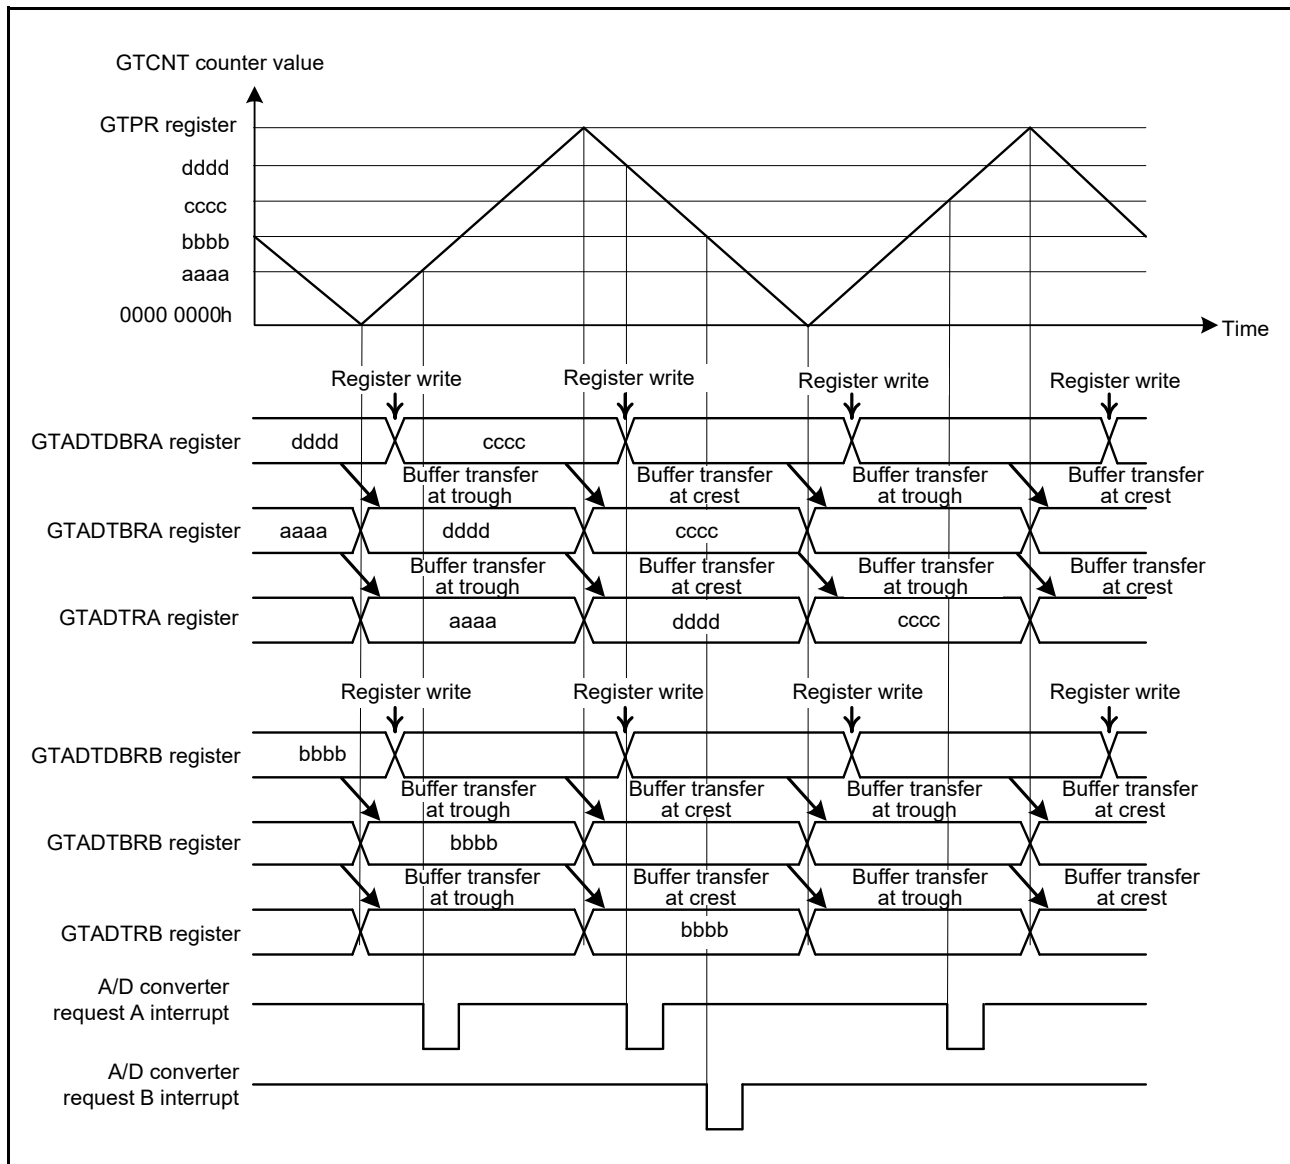 GTCNT counter value
GTPR register
dddd
cccc
bbbb
aaaa
0000 0000h
Time
Register write Register write Register write Register write
GTADTDBRA register dddd cccc
Buffer transfer Buffer transfer Buffer transfer Buffer transfer
at trough at crest at trough at crest
GTADTBRA register aaaa dddd cccc
Buffer transfer Buffer transfer Buffer transfer Buffer transfer
at trough at crest at trough at crest
GTADTRA register aaaa dddd cccc
Register write Register write Register write Register write
GTADTDBRB register bbbb
Buffer transfer Buffer transfer Buffer transfer Buffer transfer
at trough at crest at trough at crest
GTADTBRB register bbbb
Buffer transfer Buffer transfer Buffer transfer Buffer transfer
at trough at crest at trough at crest
GTADTRB register bbbb
A/D converter
request A interrupt
A/D converter
request B interrupt